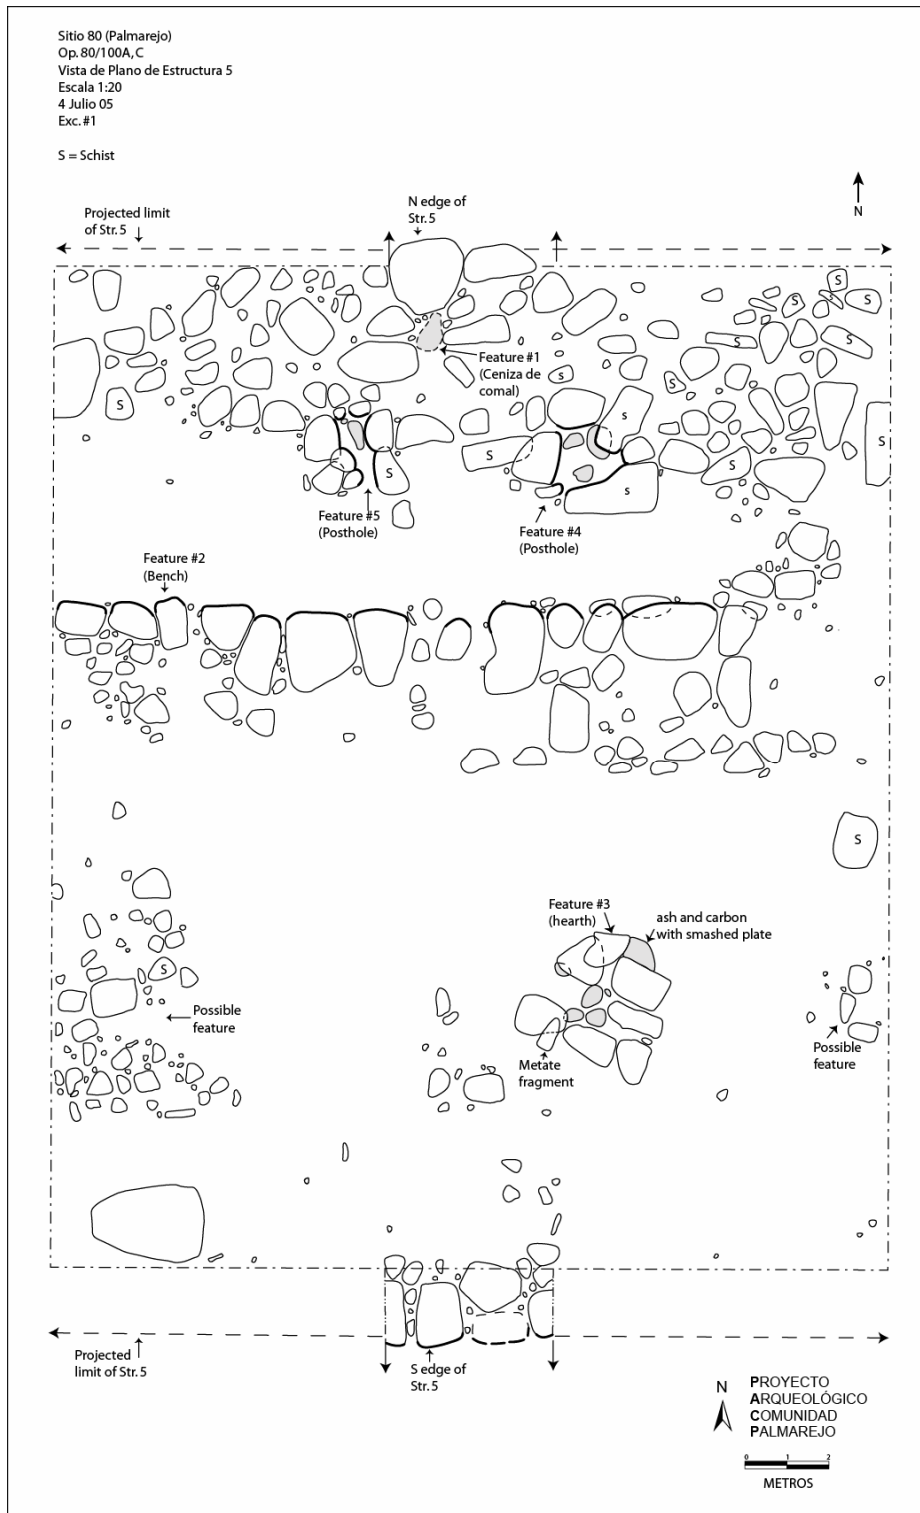 Sitio 80 (Palmarejo)
Op. 80/100A, C
Vista de Plano de Estructura 5
Escala 1:20
4 Julio 05
Exc. #1
S = Schist
N
Projected limit
of Str. 5
N edge of
Str. 5
S
S
S
S
S
S
Feature #1
(Ceniza de
comal)
s
S
S
s
S
S
S
S
s
Feature #5
(Posthole)
Feature #4
(Posthole)
Feature #2
(Bench)
S
Feature #3
(hearth)
ash and carbon
with smashed plate
S
Possible
feature
Metate
fragment
Possible
feature
Projected
limit of Str. 5
S edge of
Str. 5
N
PROYECTO
ARQUEOLÓGICO
COMUNIDAD
PALMAREJO
0 1 2
METROS